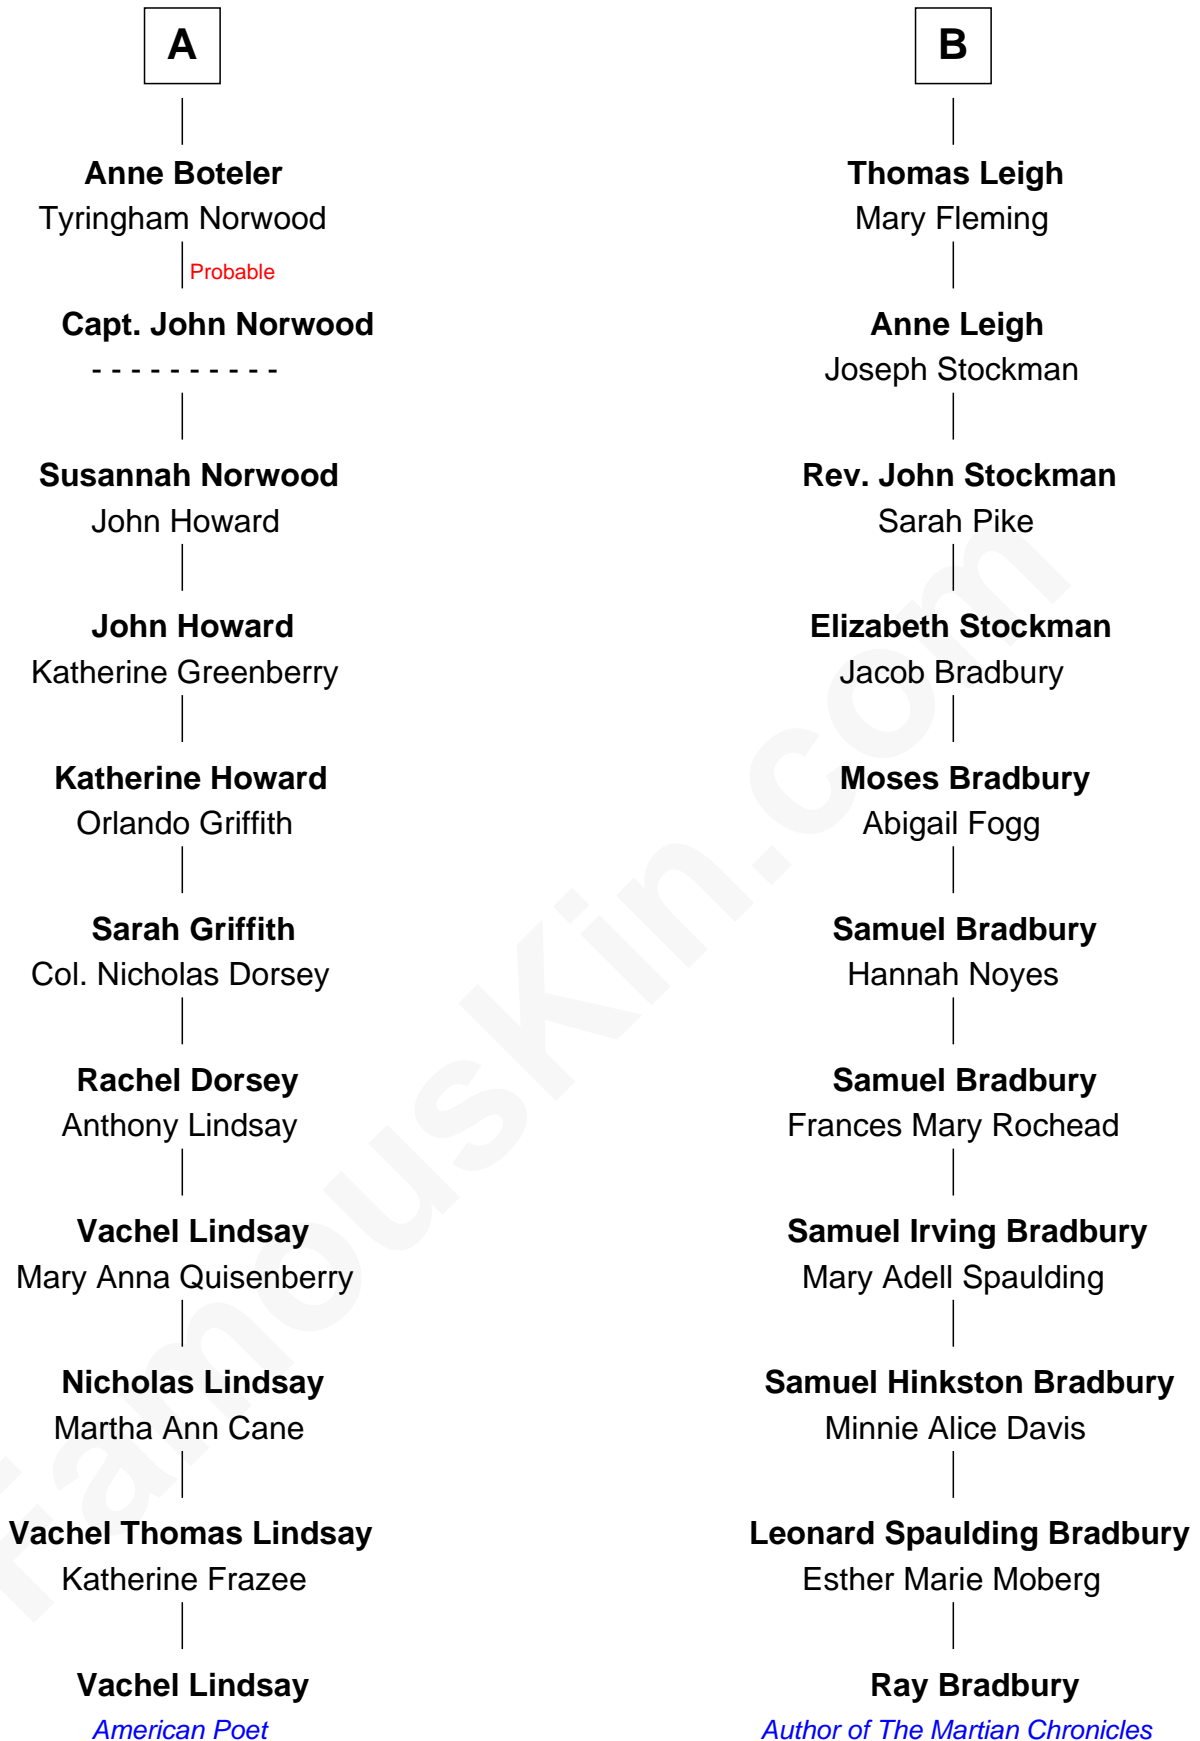 A
Anne Boteler
Tyringham Norwood
Probable
Capt. John Norwood
- - - - - - - - - -
Susannah Norwood
John Howard
John Howard
Katherine Greenberry
Katherine Howard
Orlando Griffith
Sarah Griffith
Col. Nicholas Dorsey
Rachel Dorsey
Anthony Lindsay
Vachel Lindsay
Mary Anna Quisenberry
Nicholas Lindsay
Martha Ann Cane
Vachel Thomas Lindsay
Katherine Frazee
Vachel Lindsay
American Poet
B
Thomas Leigh
Mary Fleming
Anne Leigh
Joseph Stockman
Rev. John Stockman
Sarah Pike
Elizabeth Stockman
Jacob Bradbury
Moses Bradbury
Abigail Fogg
Samuel Bradbury
Hannah Noyes
Samuel Bradbury
Frances Mary Rochead
Samuel Irving Bradbury
Mary Adell Spaulding
Samuel Hinkston Bradbury
Minnie Alice Davis
Leonard Spaulding Bradbury
Esther Marie Moberg
Ray Bradbury
Author of The Martian Chronicles
FamousKin.com